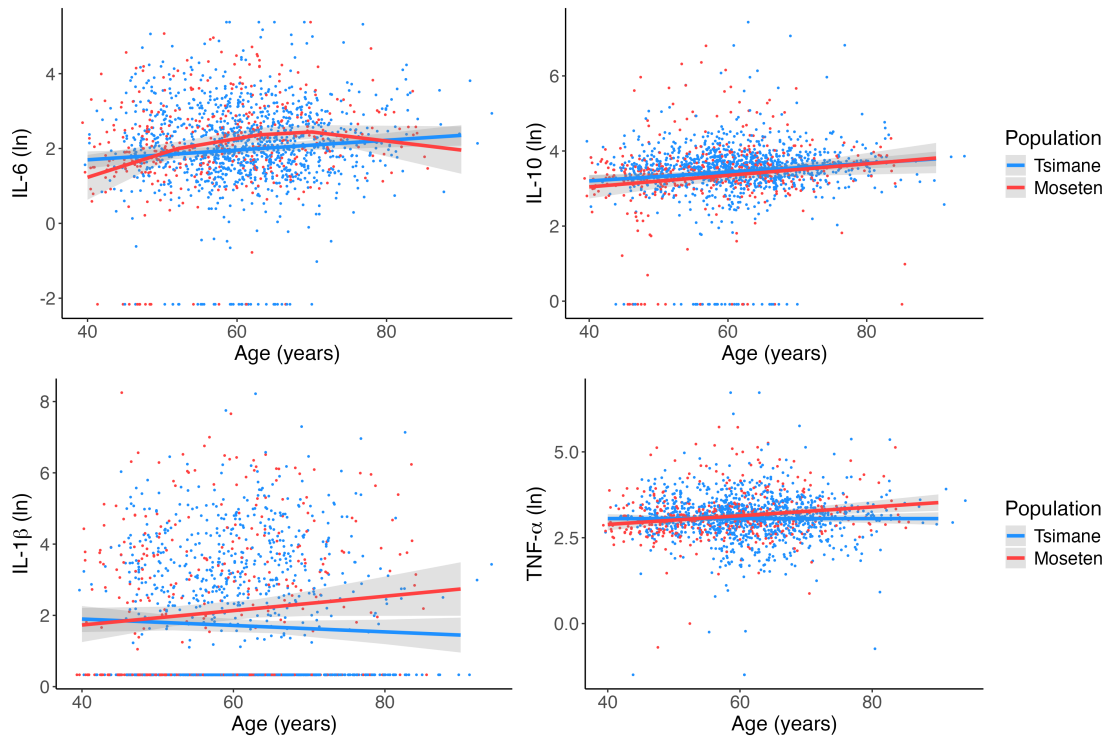 IL-6 (ln)
4
2
0
-2
40 60 80
Age (years)
IL-10 (ln)
6
4
2
0
40 60 80
Age (years)
Population
Tsimane
Moseten
IL-1β (ln)
8
6
4
2
0
40 60 80
Age (years)
TNF-α (ln)
5.0
2.5
0.0
40 60 80
Age (years)
Population
Tsimane
Moseten